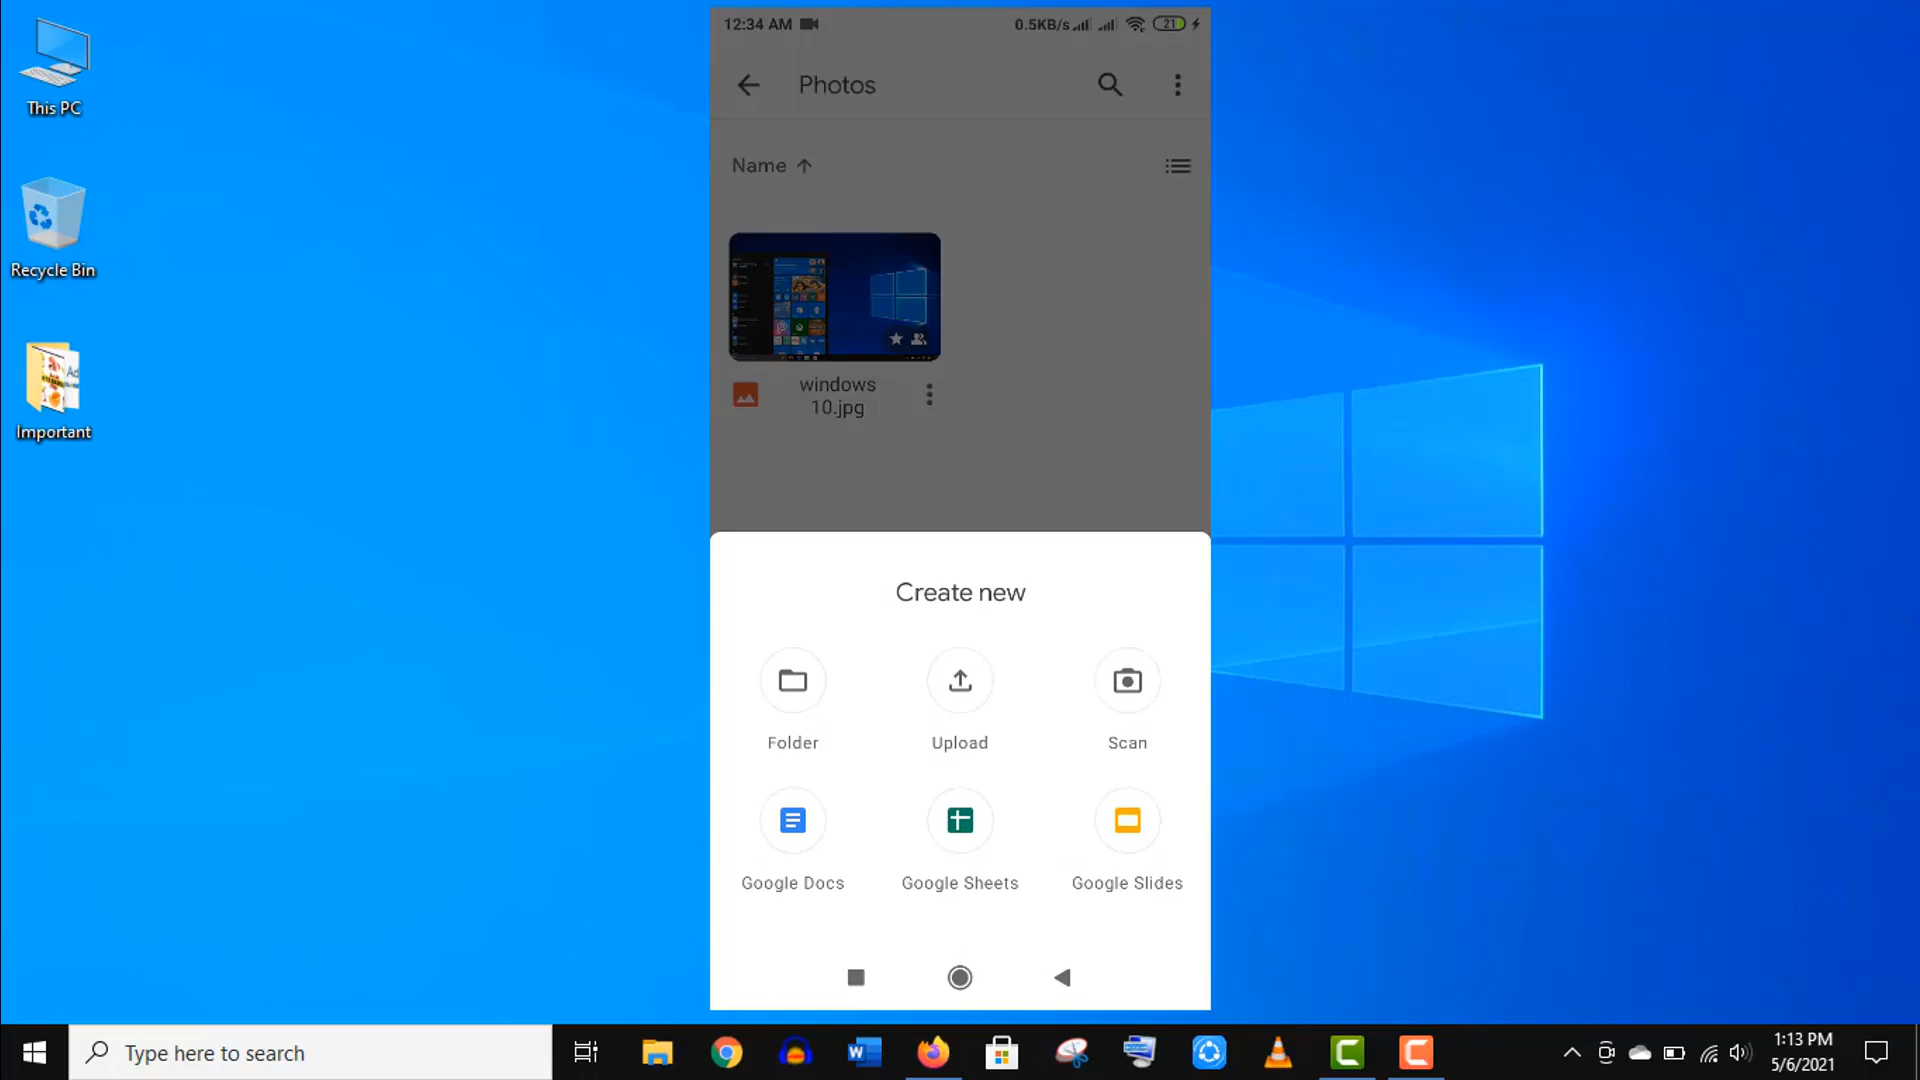 This PC
Recycle Bin
Important
12:34 AM
0.5KB/s
21
Photos
Name
windows
10.jpg
Create new
Folder
Upload
Scan
Google Docs
Google Sheets
Google Slides
Type here to search
1:13 PM
5/6/2021